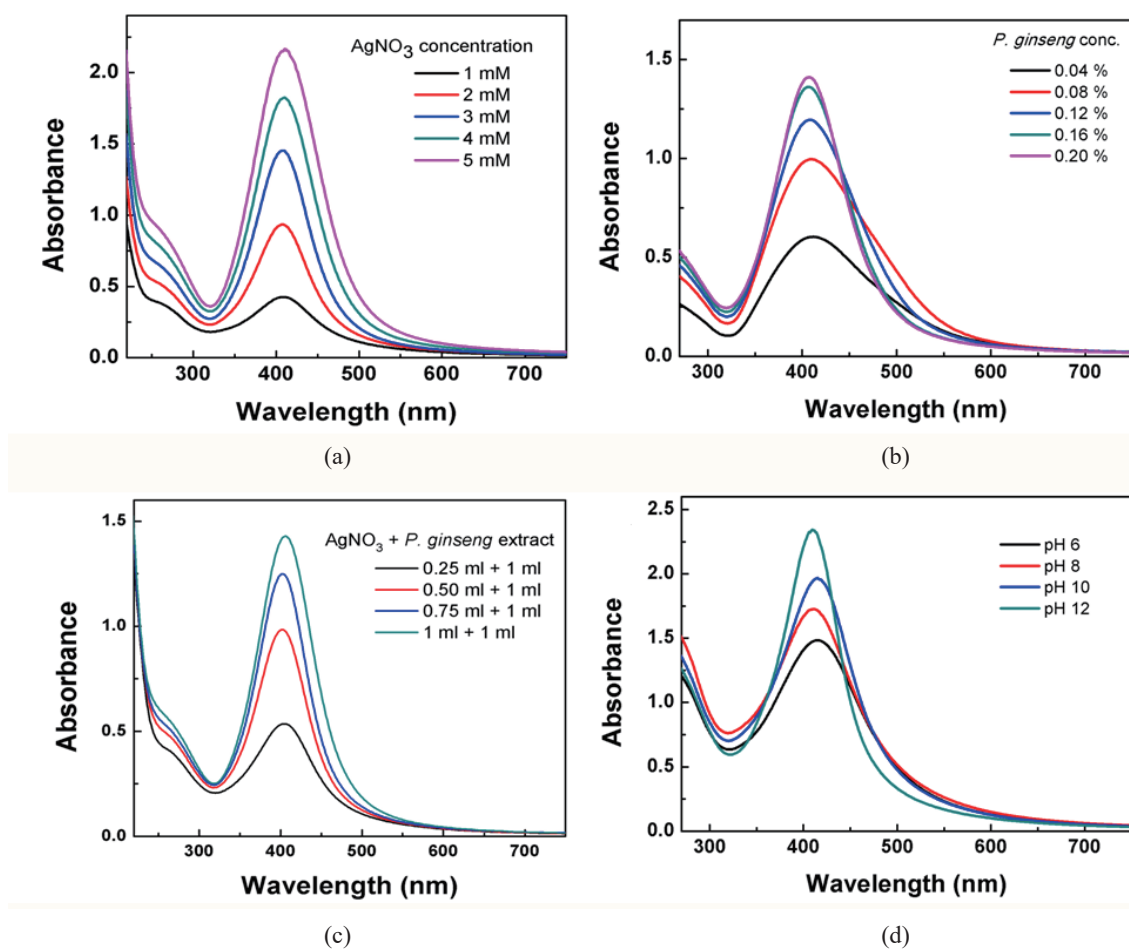 AgNO3 concentration
1 mM
2 mM
3 mM
4 mM
5 mM
2.0
1.5
1.0
0.5
0.0
300 400 500 600 700
Absorbance
Wavelength (nm)
(a)
P. ginseng conc.
0.04 %
0.08 %
0.12 %
0.16 %
0.20 %
1.5
1.0
0.5
0.0
300 400 500 600 700
Absorbance
Wavelength (nm)
(b)
AgNO3 + P. ginseng extract
0.25 ml + 1 ml
0.50 ml + 1 ml
0.75 ml + 1 ml
1 ml + 1 ml
1.5
1.0
0.5
0.0
300 400 500 600 700
Absorbance
Wavelength (nm)
(c)
pH 6
pH 8
pH 10
pH 12
2.5
2.0
1.5
1.0
0.5
0.0
300 400 500 600 700
Absorbance
Wavelength (nm)
(d)